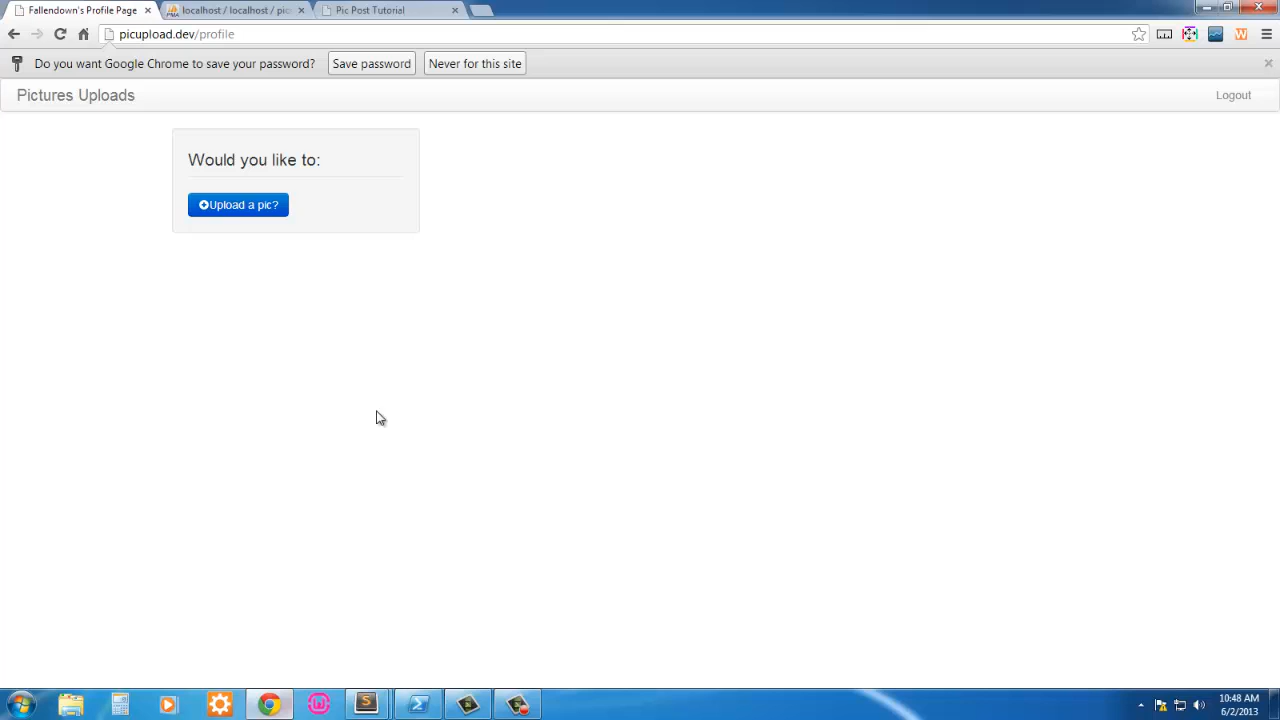 Fallendown's Profile Page
localhost / localhost / pic
Pic Post Tutorial
picupload.dev/profile
Do you want Google Chrome to save your password?
Save password
Never for this site
Pictures Uploads
Logout
Would you like to:
Upload a pic?
10:48 AM
6/2/2013